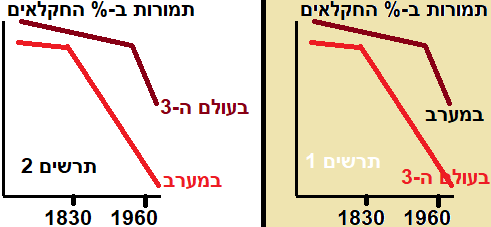 תמורות ב-% החקלאים
בעולם ה-3
תרשים 2
במערב
1830 1960
תמורות ב-% החקלאים
במערב
תרשים 1
בעולם ה-3
1830 1960